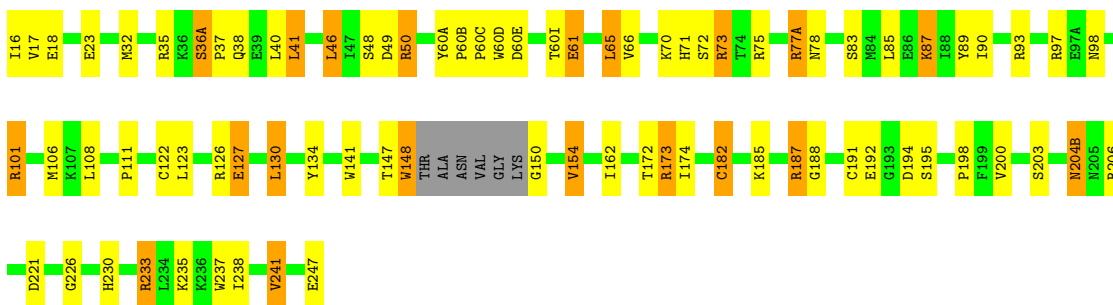 I16 V17 E18 E23 M32 R35 K36 S36A P37 Q38 E39 L40 L41 L46 I47 S48 D49 R50 Y60A P60B P60C W60D D60E T60I E61 L65 V66 K70 H71 S72 R73 T74 R75 R77A N78 S83 M84 L85 E86 K87 I88 Y89 I90 R93 R97 E97A N98
R101 M106 K107 L108 P111 C122 L123 R126 E127 L130 Y134 W141 T147 W148 THR ALA ASN VAL GLY LYS G150 V154 I162 T172 R173 I174 C182 K185 R187 G188 C191 E192 G193 D194 S195 P198 F199 V200 S203 N204B N205
D221 G226 H230 R233 L234 K235 K236 W237 I238 V241 E247